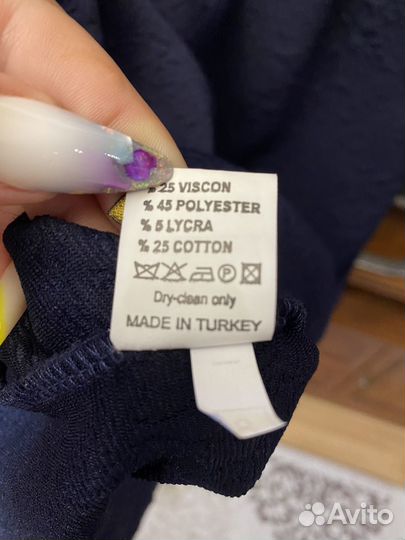 % 25 VISCON
% 45 POLYESTER
% 5 LYCRA
% 25 COTTON
P
Dry-clean only
MADE IN TURKEY
Avito